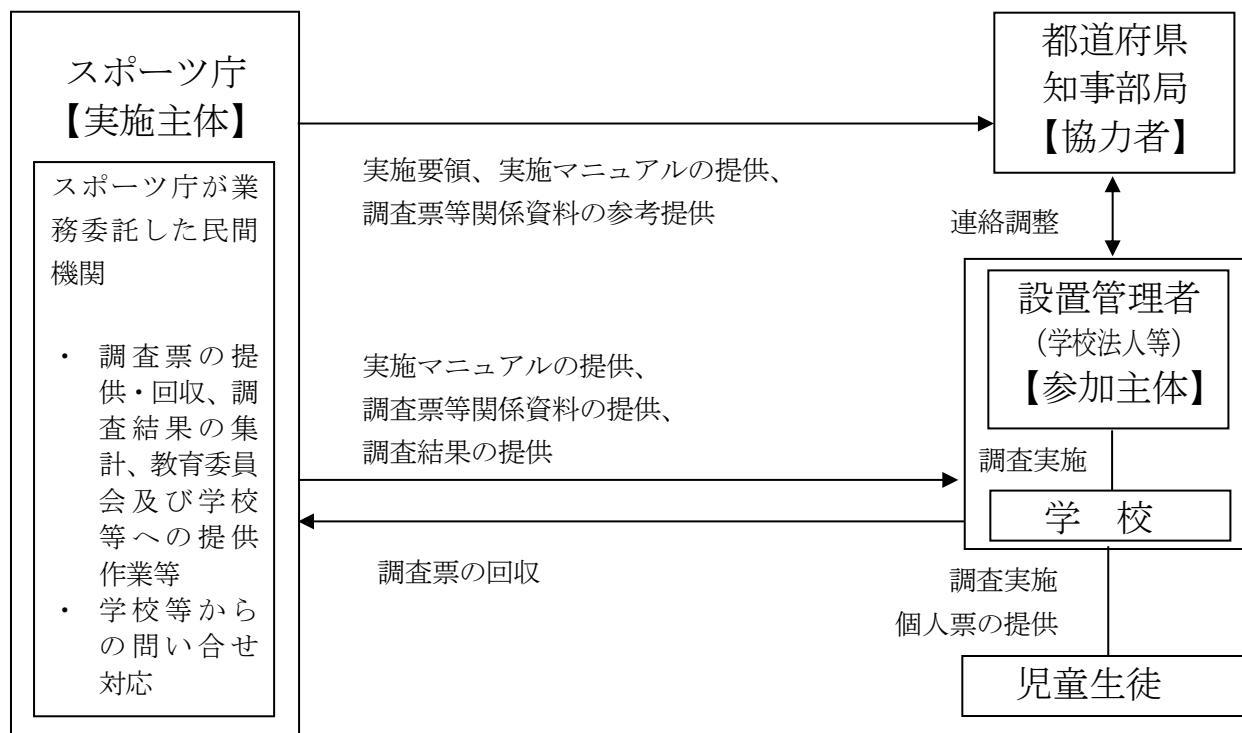 スポーツ庁
【実施主体】
スポーツ庁が業
務委託した民間
機関
・ 調査票の提
供・回収、調
査結果の集
計、教育委員
会及び学校
等への提供
作業等
・ 学校等から
の問い合せ
対応
実施要領、実施マニュアルの提供、
調査票等関係資料の参考提供
実施マニュアルの提供、
調査票等関係資料の提供、
調査結果の提供
調査票の回収
都道府県
知事部局
【協力者】
連絡調整
設置管理者
（学校法人等）
【参加主体】
調査実施
学 校
調査実施
個人票の提供
児童生徒